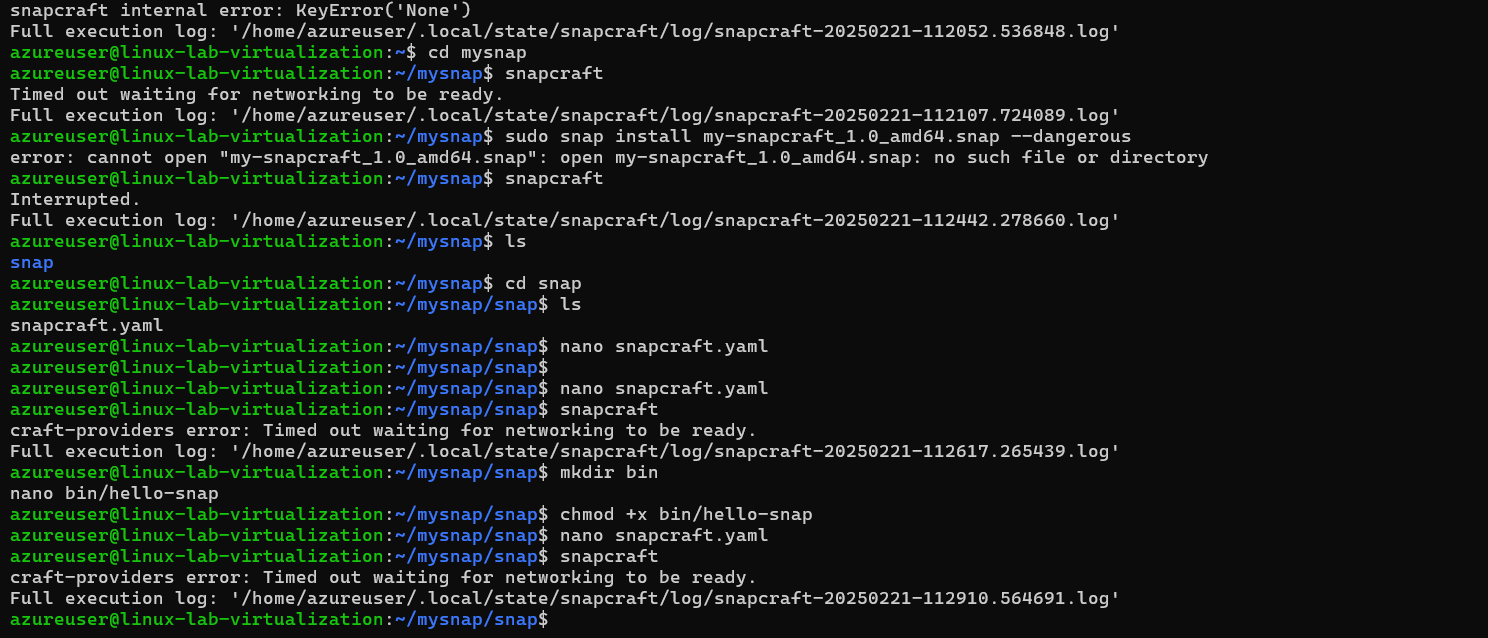 snapcraft internal error: KeyError('None')
Full execution log: '/home/azureuser/.local/state/snapcraft/log/snapcraft-20250221-112052.536848.log'
azureuser@linux-lab-virtualization:~$ cd mysnap
azureuser@linux-lab-virtualization:~/mysnap$ snapcraft
Timed out waiting for networking to be ready.
Full execution log: '/home/azureuser/.local/state/snapcraft/log/snapcraft-20250221-112107.724089.log'
azureuser@linux-lab-virtualization:~/mysnap$ sudo snap install my-snapcraft_1.0_amd64.snap --dangerous
error: cannot open "my-snapcraft_1.0_amd64.snap": open my-snapcraft_1.0_amd64.snap: no such file or directory
azureuser@linux-lab-virtualization:~/mysnap$ snapcraft
Interrupted.
Full execution log: '/home/azureuser/.local/state/snapcraft/log/snapcraft-20250221-112442.278660.log'
azureuser@linux-lab-virtualization:~/mysnap$ ls
snap
azureuser@linux-lab-virtualization:~/mysnap$ cd snap
azureuser@linux-lab-virtualization:~/mysnap/snap$ ls
snapcraft.yaml
azureuser@linux-lab-virtualization:~/mysnap/snap$ nano snapcraft.yaml
azureuser@linux-lab-virtualization:~/mysnap/snap$
azureuser@linux-lab-virtualization:~/mysnap/snap$ nano snapcraft.yaml
azureuser@linux-lab-virtualization:~/mysnap/snap$ snapcraft
craft-providers error: Timed out waiting for networking to be ready.
Full execution log: '/home/azureuser/.local/state/snapcraft/log/snapcraft-20250221-112617.265439.log'
azureuser@linux-lab-virtualization:~/mysnap/snap$ mkdir bin
nano bin/hello-snap
azureuser@linux-lab-virtualization:~/mysnap/snap$ chmod +x bin/hello-snap
azureuser@linux-lab-virtualization:~/mysnap/snap$ nano snapcraft.yaml
azureuser@linux-lab-virtualization:~/mysnap/snap$ snapcraft
craft-providers error: Timed out waiting for networking to be ready.
Full execution log: '/home/azureuser/.local/state/snapcraft/log/snapcraft-20250221-112910.564691.log'
azureuser@linux-lab-virtualization:~/mysnap/snap$